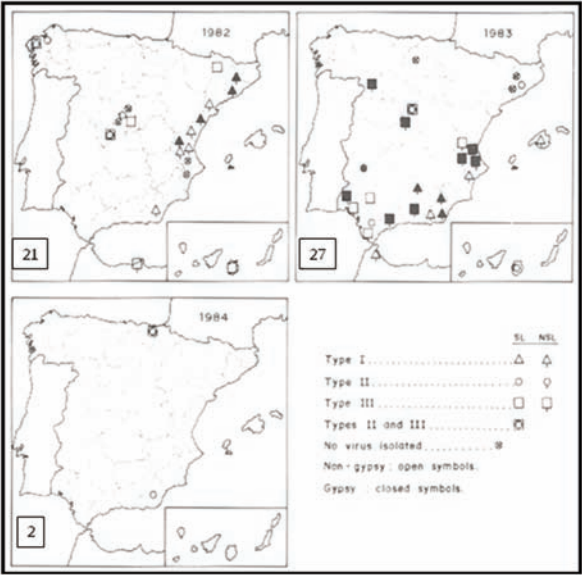 1982
21
1983
27
1984
2
SL NSL
Type I
Type II
Type III
Types II and III
No virus isolated
Non-gypsy : open symbols.
Gypsy : closed symbols.